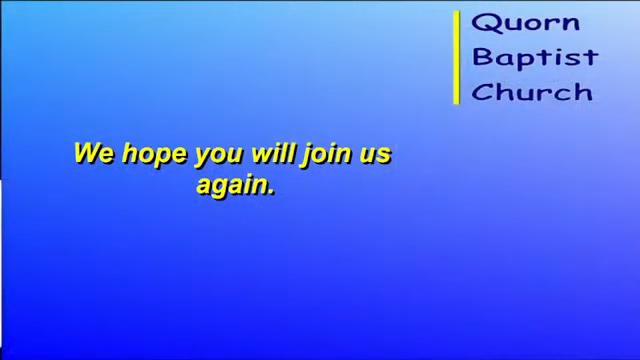 Quorn
Baptist
Church
We hope you will join us
again.